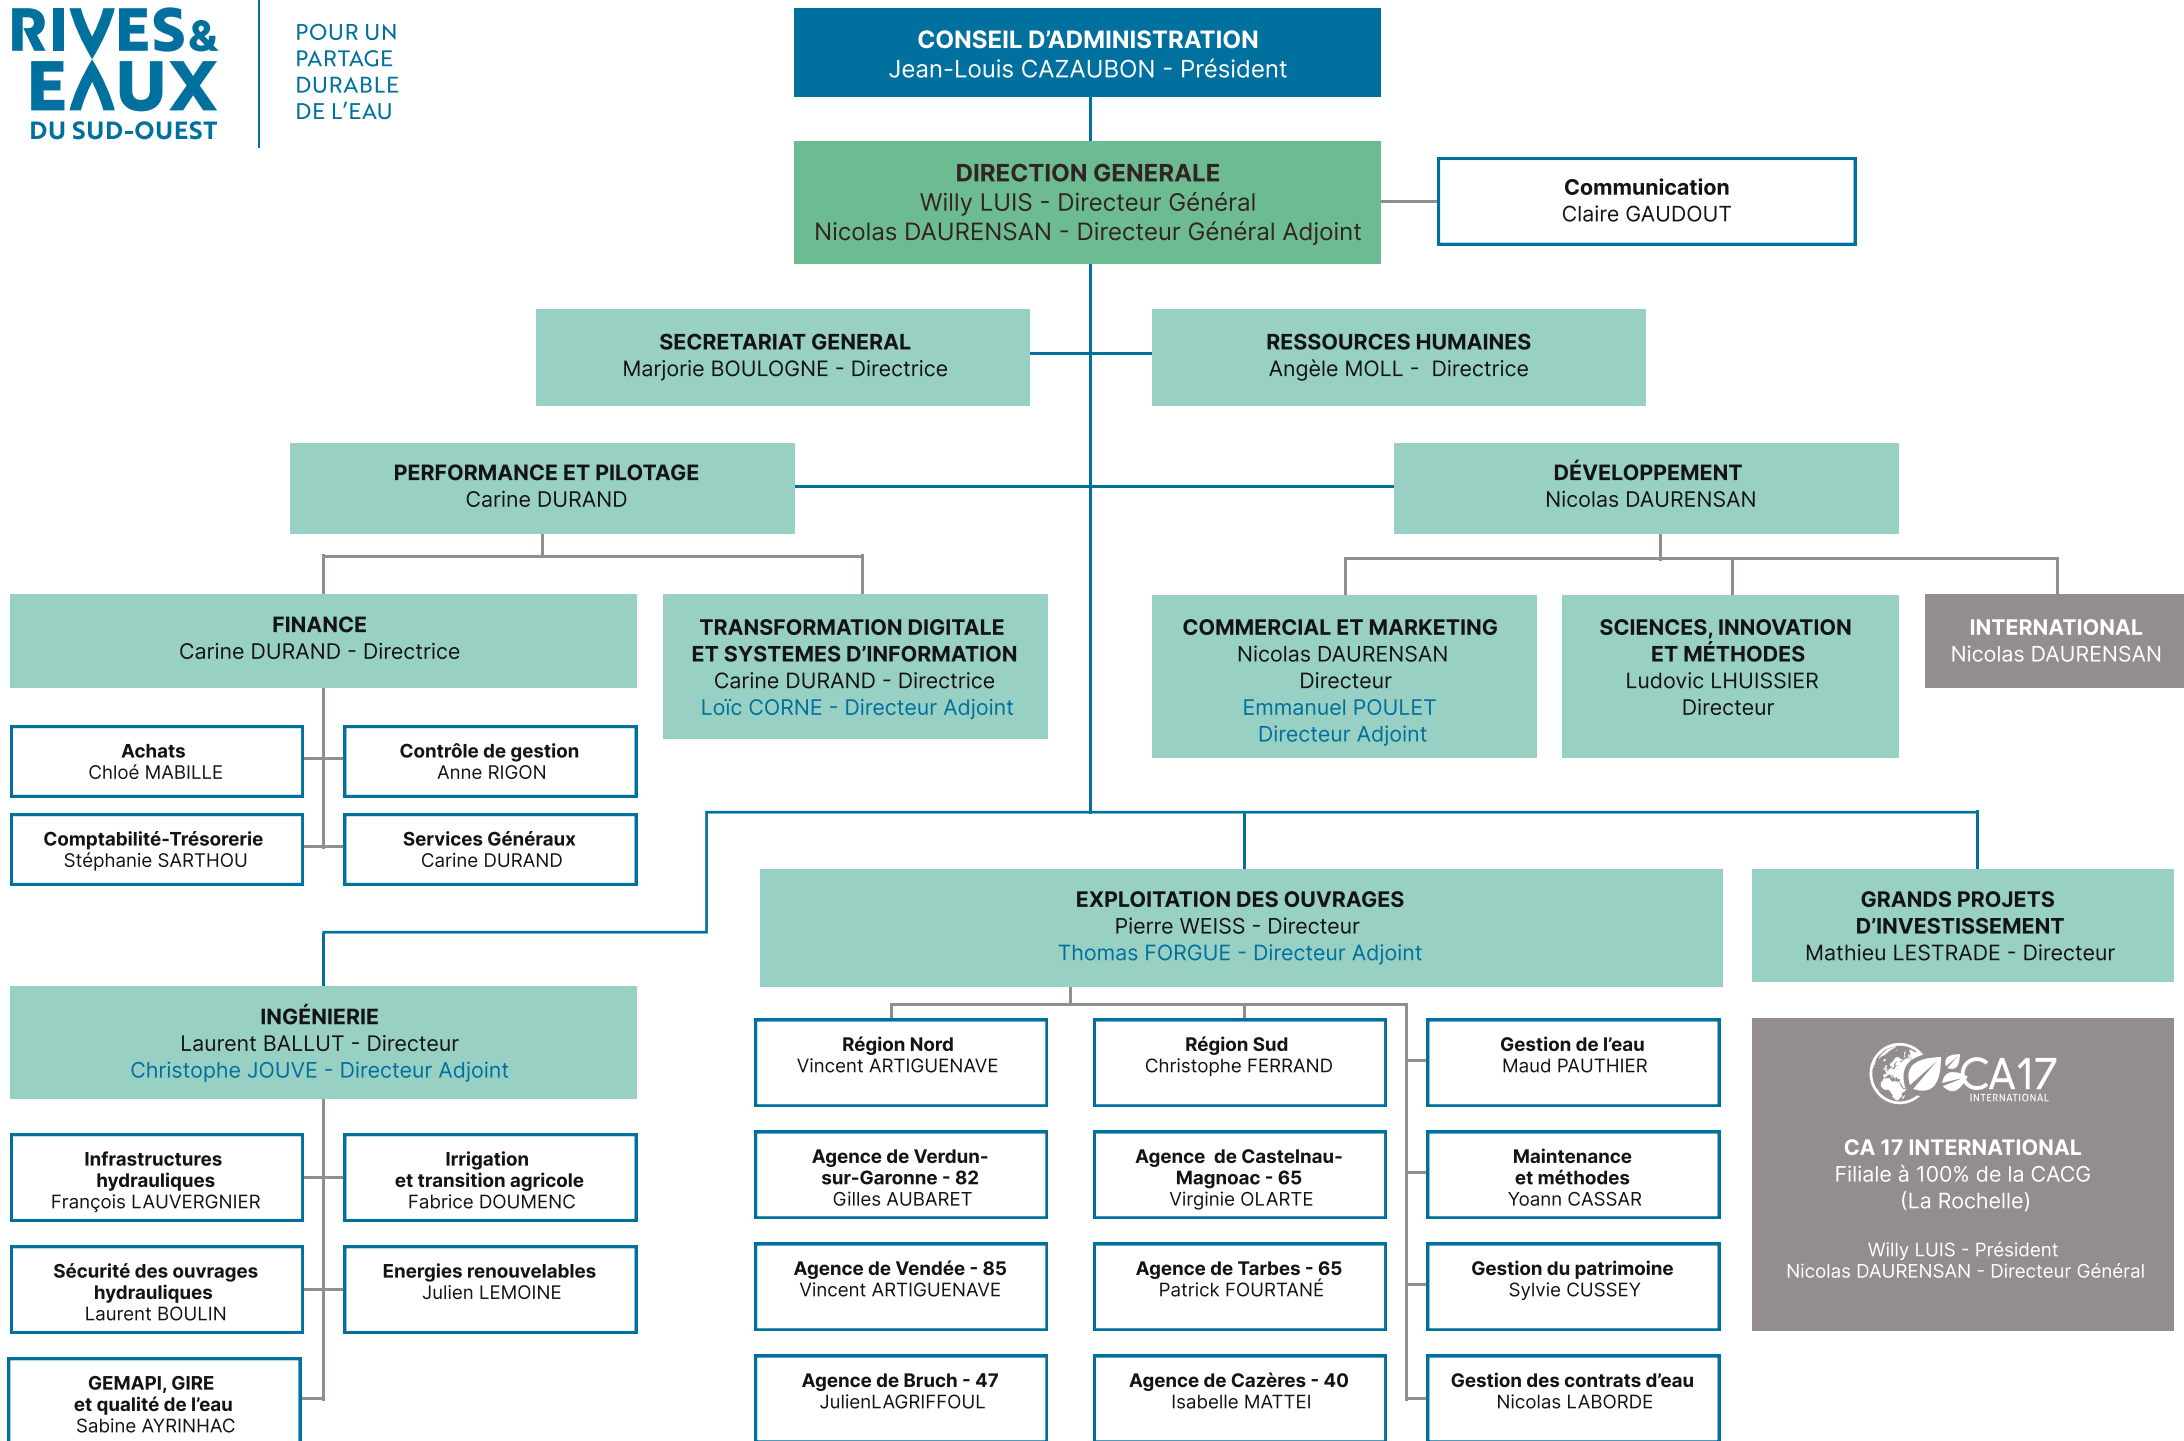 RIVES&
EAUX
DU SUD-OUEST
POUR UN
PARTAGE
DURABLE
DE L'EAU
CONSEIL D'ADMINISTRATION
Jean-Louis CAZAUBON - Président
DIRECTION GENERALE
Willy LUIS - Directeur Général
Nicolas DAURENSAN - Directeur Général Adjoint
Communication
Claire GAUDOUT
SECRETARIAT GENERAL
Marjorie BOULOGNE - Directrice
RESSOURCES HUMAINES
Angèle MOLL - Directrice
PERFORMANCE ET PILOTAGE
Carine DURAND
DÉVELOPPEMENT
Nicolas DAURENSAN
FINANCE
Carine DURAND - Directrice
TRANSFORMATION DIGITALE
ET SYSTEMES D'INFORMATION
Carine DURAND - Directrice
Loïc CORNE - Directeur Adjoint
COMMERCIAL ET MARKETING
Nicolas DAURENSAN
Directeur
Emmanuel POULET
Directeur Adjoint
SCIENCES, INNOVATION
ET MÉTHODES
Ludovic LHUISSIER
Directeur
INTERNATIONAL
Nicolas DAURENSAN
Achats
Chloé MABILLE
Contrôle de gestion
Anne RIGON
Comptabilité-Trésorerie
Stéphanie SARTHOU
Services Généraux
Carine DURAND
EXPLOITATION DES OUVRAGES
Pierre WEISS - Directeur
Thomas FORGUE - Directeur Adjoint
GRANDS PROJETS
D'INVESTISSEMENT
Mathieu LESTRADE - Directeur
INGÉNIERIE
Laurent BALLUT - Directeur
Christophe JOUVE - Directeur Adjoint
Infrastructures
hydrauliques
François LAUVERGNIER
Irrigation
et transition agricole
Fabrice DOUMENC
Sécurité des ouvrages
hydrauliques
Laurent BOULIN
Energies renouvelables
Julien LEMOINE
GEMAPI, GIRE
et qualité de l'eau
Sabine AYRINHAC
Région Nord
Vincent ARTIGUENAVE
Région Sud
Christophe FERRAND
Gestion de l'eau
Maud PAUTHIER
Agence de Verdun-
sur-Garonne - 82
Gilles AUBARET
Agence de Castelnau-
Magnoac - 65
Virginie OLARTE
Maintenance
et méthodes
Yoann CASSAR
Agence de Vendée - 85
Vincent ARTIGUENAVE
Agence de Tarbes - 65
Patrick FOURTANÉ
Gestion du patrimoine
Sylvie CUSSEY
Agence de Bruch - 47
JulienLAGRIFFOUL
Agence de Cazères - 40
Isabelle MATTEI
Gestion des contrats d'eau
Nicolas LABORDE
CA17
INTERNATIONAL
CA 17 INTERNATIONAL
Filiale à 100% de la CACG
(La Rochelle)
Willy LUIS - Président
Nicolas DAURENSAN - Directeur Général